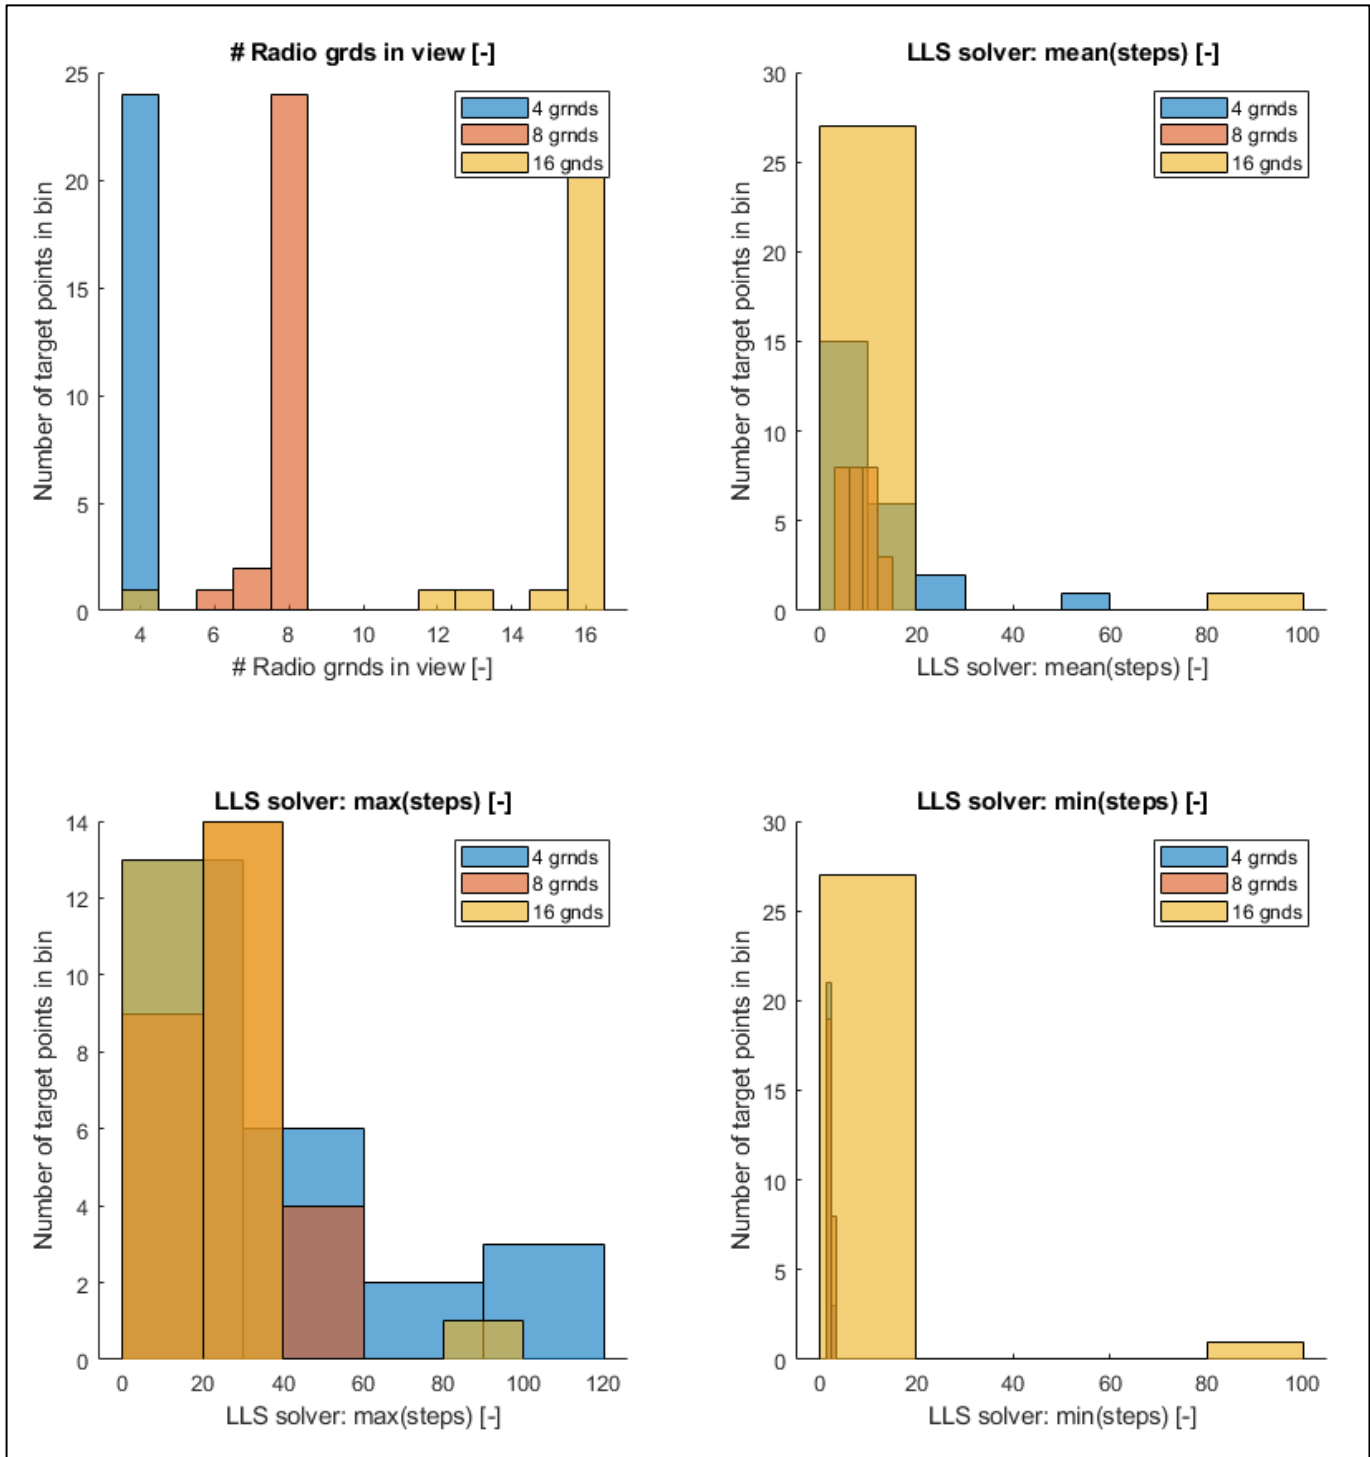 # Radio grds in view [-]
25
20
15
10
5
0
Number of target points in bin
4 grnds
8 grnds
16 gnds
4 6 8 10 12 14 16
# Radio grnds in view [-]
LLS solver: mean(steps) [-]
30
25
20
15
10
5
0
Number of target points in bin
4 grnds
8 grnds
16 gnds
0 20 40 60 80 100
LLS solver: mean(steps) [-]
LLS solver: max(steps) [-]
14
12
10
8
6
4
2
0
Number of target points in bin
4 grnds
8 grnds
16 gnds
0 20 40 60 80 100 120
LLS solver: max(steps) [-]
LLS solver: min(steps) [-]
30
25
20
15
10
5
0
Number of target points in bin
4 grnds
8 grnds
16 gnds
0 20 40 60 80 100
LLS solver: min(steps) [-]